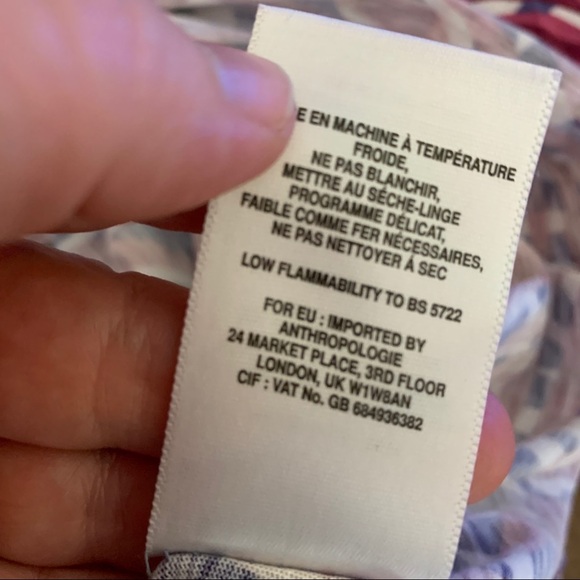 E EN MACHINE À TEMPÉRATURE
FROIDE,
NE PAS BLANCHIR,
METTRE AU SÉCHE-LINGE
PROGRAMME DÉLICAT,
FAIBLE COMME FER NÉCESSAIRES,
NE PAS NETTOYER À SEC
LOW FLAMMABILITY TO BS 5722
FOR EU : IMPORTED BY
ANTHROPOLOGIE
24 MARKET PLACE, 3RD FLOOR
LONDON, UK W1W8AN
CIF : VAT No. GB 684936382